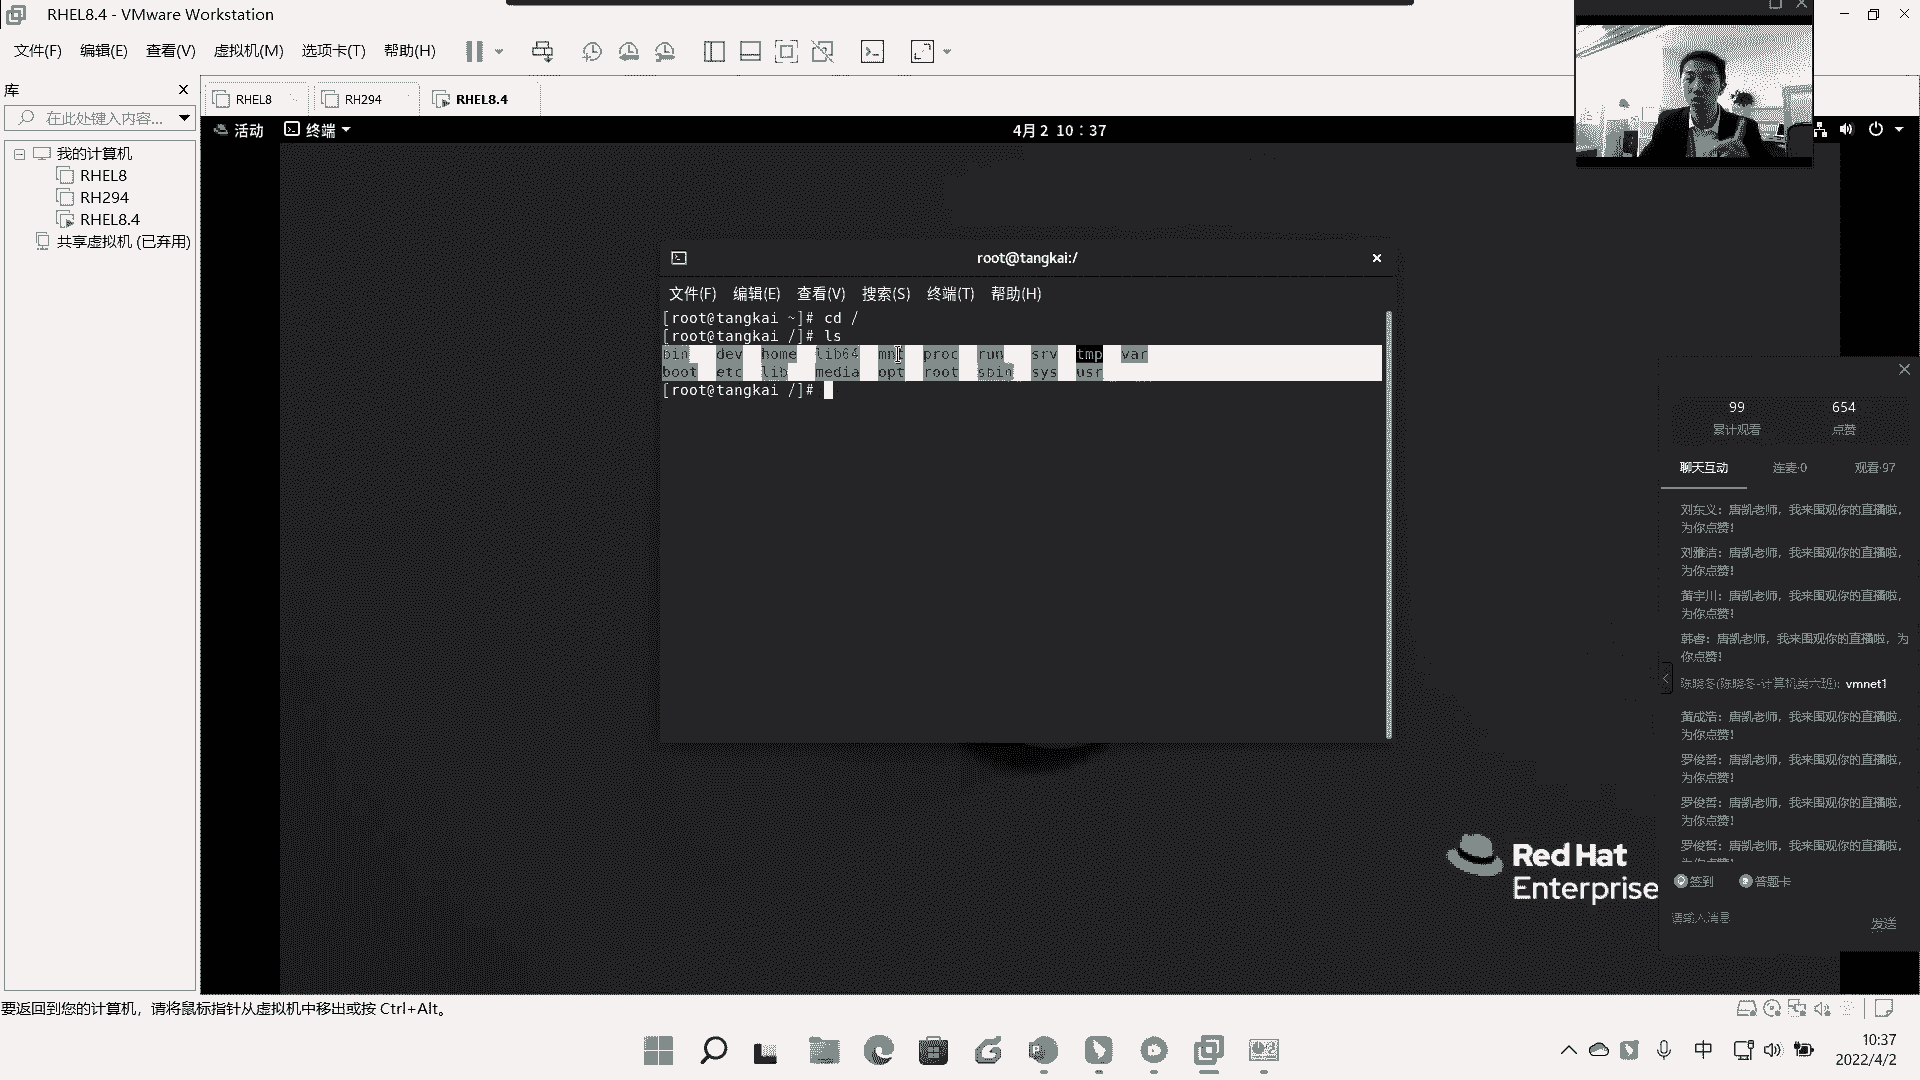 RHEL8.4 - VMware Workstation
文件(F) 编辑(E) 查看(V) 虚拟机(M) 选项卡(T) 帮助(H)
库
在此处键入内容...
我的计算机
RHEL8
RH294
RHEL8.4
共享虚拟机 (已弃用)
RHEL8 RH294 RHEL8.4
活动 终端 4月 2 10：37
root@tangkai:/
文件(F) 编辑(E) 查看(V) 搜索(S) 终端(T) 帮助(H)
[root@tangkai ~]# cd /
[root@tangkai /]# ls
bin dev home lib64 mnt proc run srv tmp var
boot etc lib media opt root sbin sys usr
[root@tangkai /]#
Red Hat
Enterprise
99 654
累计观看 点赞
聊天互动 连麦·0 观看·97
刘东义：唐凯老师，我来围观你的直播啦，
为你点赞！
刘雅洁：唐凯老师，我来围观你的直播啦，
为你点赞！
黄宇川：唐凯老师，我来围观你的直播啦，
为你点赞！
韩睿：唐凯老师，我来围观你的直播啦，为
你点赞！
陈晓冬(陈晓冬-计算机类六班): vmnet1
黄成浩：唐凯老师，我来围观你的直播啦，
为你点赞！
罗俊哲：唐凯老师，我来围观你的直播啦，
为你点赞！
罗俊哲：唐凯老师，我来围观你的直播啦，
为你点赞！
罗俊哲：唐凯老师，我来围观你的直播啦，
签到 答题卡
请输入消息
发送
要返回到您的计算机，请将鼠标指针从虚拟机中移出或按 Ctrl+Alt。
中
10:37
2022/4/2